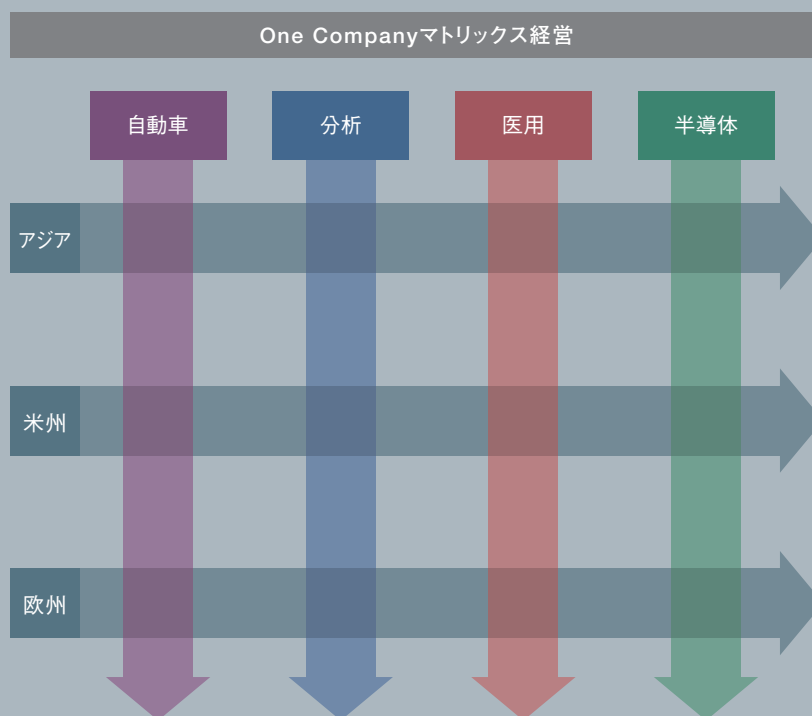 One Companyマトリックス経営
自動車
分析
医用
半導体
アジア
米州
欧州